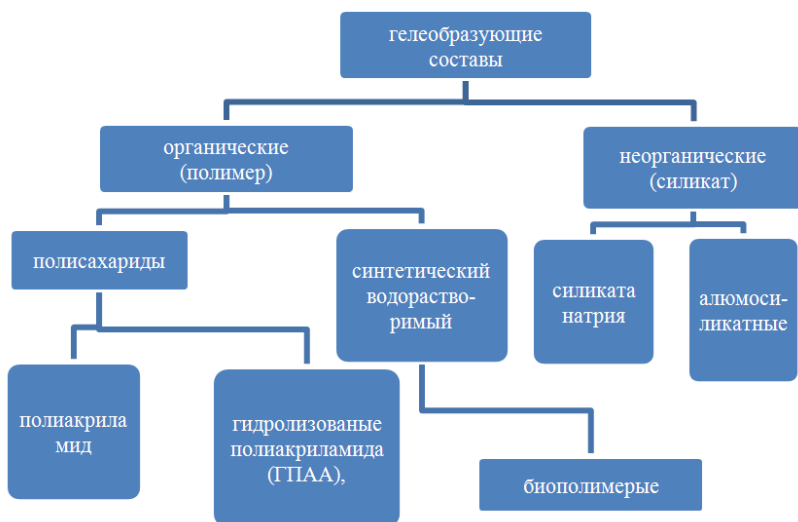 гелеобразующие
составы
органические
(полимер)
неорганические
(силикат)
полисахариды
синтетический
водораство-
римый
силиката
натрия
алюмоси-
ликатные
полиакрила
мид
гидролизованые
полиакриламида
(ГПАА),
биополимерые